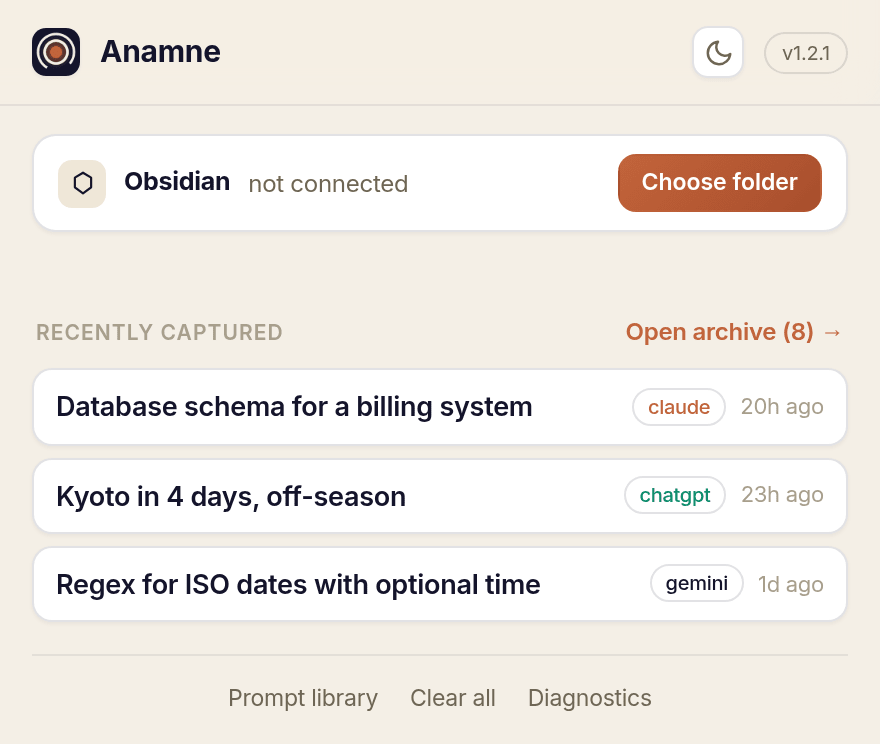 Anamne
v1.2.1
Obsidian not connected
Choose folder
RECENTLY CAPTURED
Open archive (8) →
Database schema for a billing system
claude
20h ago
Kyoto in 4 days, off-season
chatgpt
23h ago
Regex for ISO dates with optional time
gemini
1d ago
Prompt library
Clear all
Diagnostics